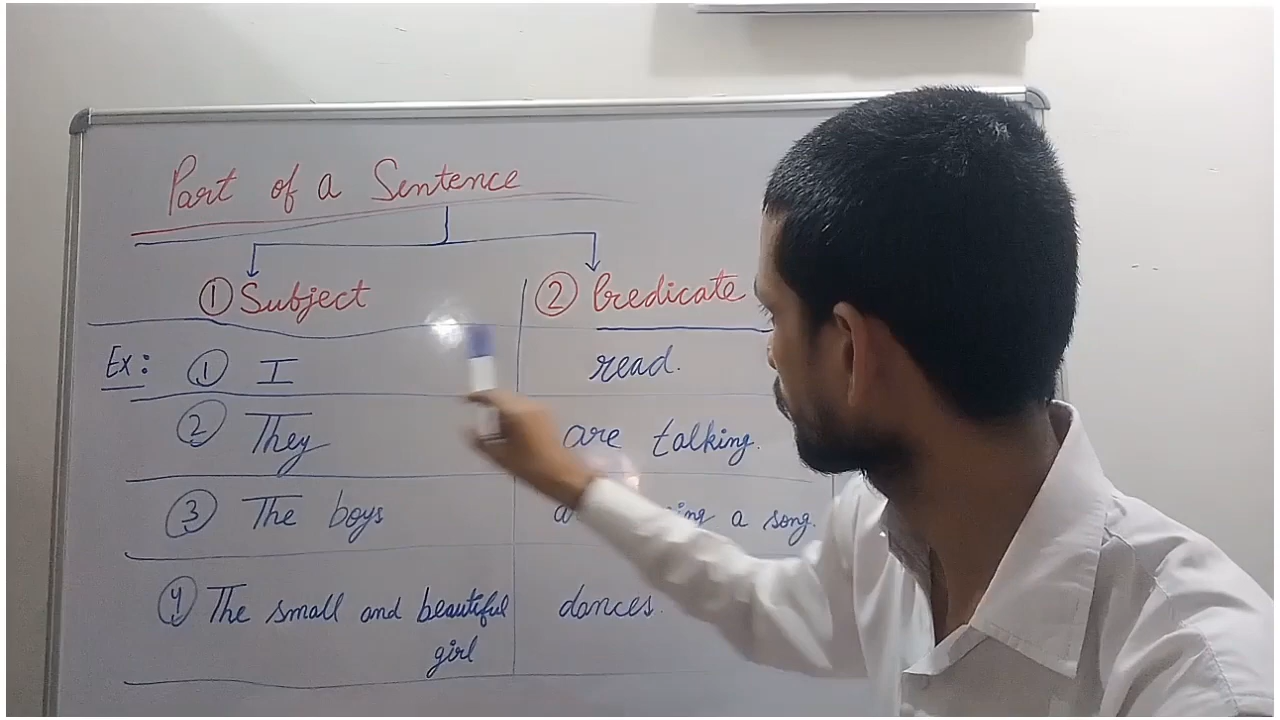 Part of a Sentence
① Subject ② Predicate
Ex: ① I read.
② They are talking.
③ The boys a song.
④ The small and beautiful dances.
girl